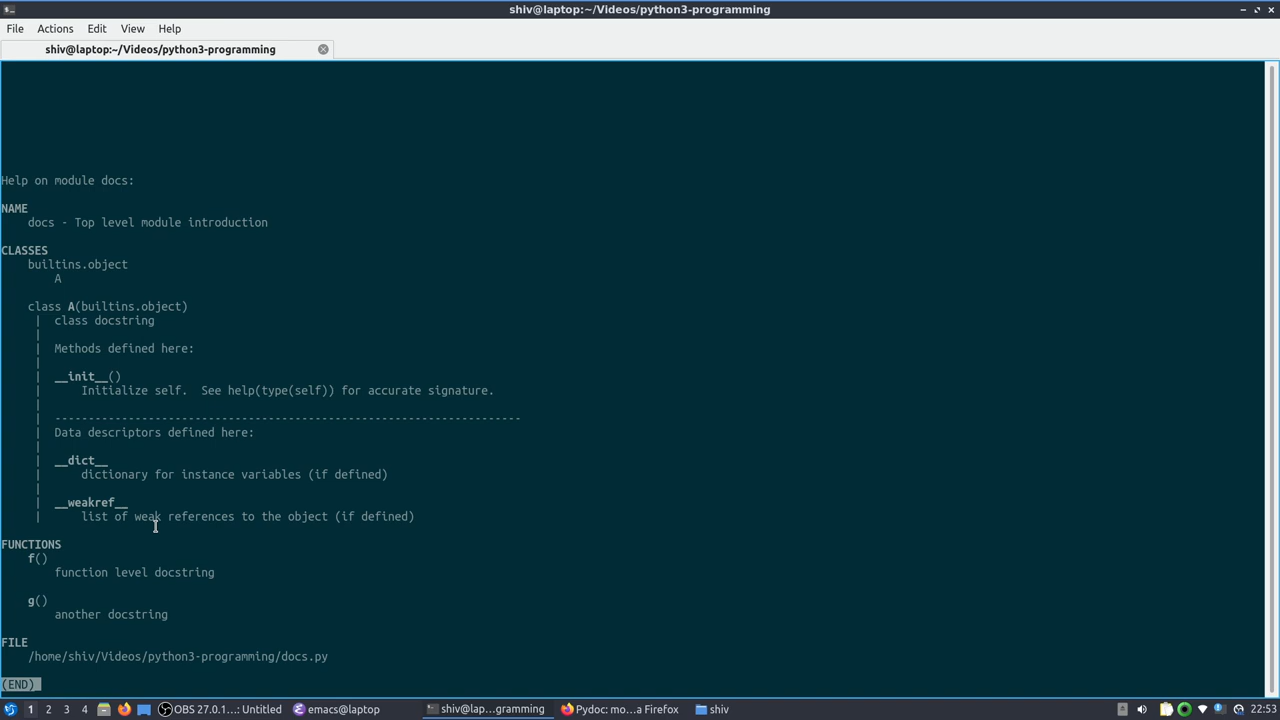 shiv@laptop:~/Videos/python3-programming
File Actions Edit View Help
shiv@laptop:~/Videos/python3-programming
Help on module docs:
NAME
docs - Top level module introduction
CLASSES
builtins.object
A
class A(builtins.object)
| class docstring
|
| Methods defined here:
|
| __init__()
| Initialize self.  See help(type(self)) for accurate signature.
|
| ----------------------------------------------------------------------
| Data descriptors defined here:
|
| __dict__
| dictionary for instance variables (if defined)
|
| __weakref__
| list of weak references to the object (if defined)
FUNCTIONS
f()
function level docstring
g()
another docstring
FILE
/home/shiv/Videos/python3-programming/docs.py
(END)
1 2 3 4 OBS 27.0.1...: Untitled emacs@laptop shiv@lap...gramming Pydoc: mo...a Firefox shiv 22:53